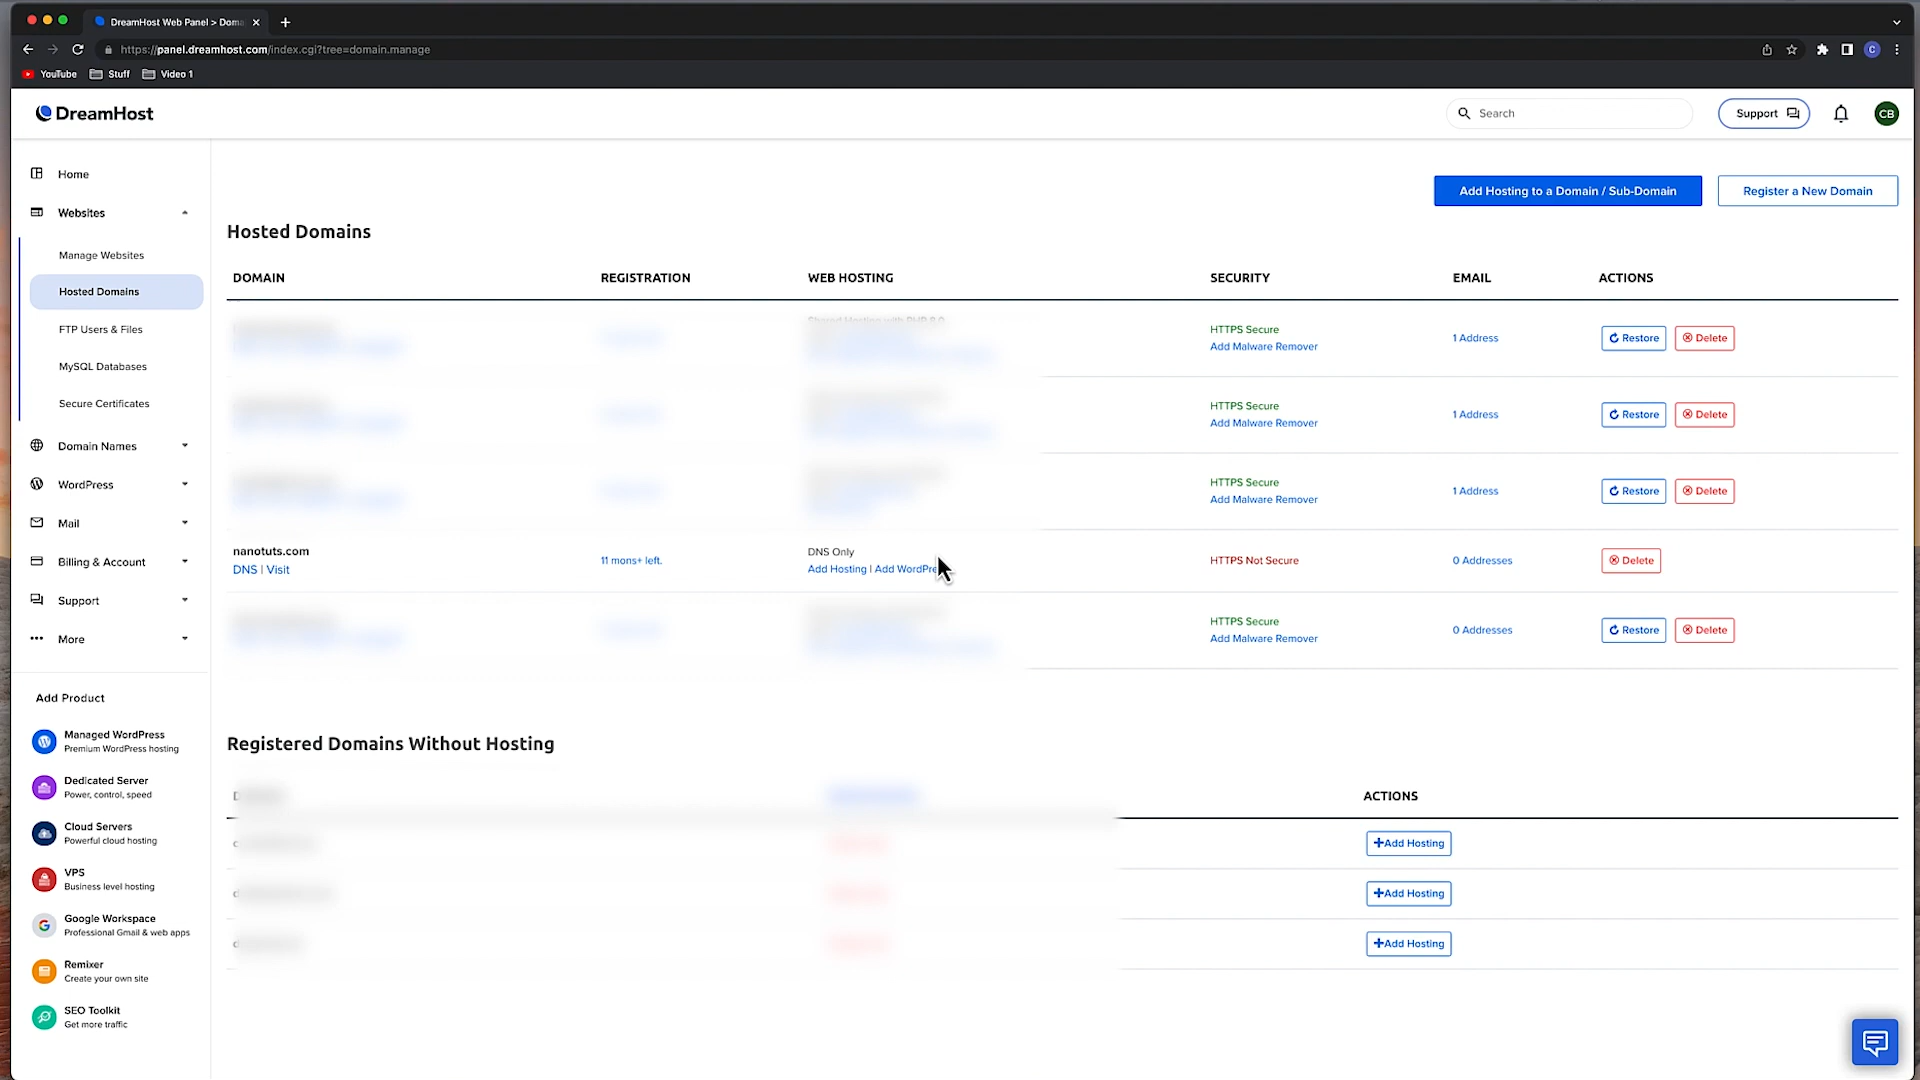 DreamHost Web Panel > Doma
https://panel.dreamhost.com/index.cgi?tree=domain.manage
C
YouTube
Stuff
Video 1
DreamHost
Search
Support
CB
Home
Websites
Manage Websites
Hosted Domains
FTP Users & Files
MySQL Databases
Secure Certificates
Domain Names
WordPress
Mail
Billing & Account
Support
More
Add Product
Managed WordPress
Premium WordPress hosting
Dedicated Server
Power, control, speed
Cloud Servers
Powerful cloud hosting
VPS
Business level hosting
Google Workspace
Professional Gmail & web apps
Remixer
Create your own site
SEO Toolkit
Get more traffic
Add Hosting to a Domain / Sub-Domain
Register a New Domain
Hosted Domains
DOMAIN REGISTRATION WEB HOSTING SECURITY EMAIL ACTIONS
HTTPS Secure
Add Malware Remover
1 Address
Restore
Delete
HTTPS Secure
Add Malware Remover
1 Address
Restore
Delete
HTTPS Secure
Add Malware Remover
1 Address
Restore
Delete
nanotuts.com
DNS | Visit
11 mons+ left.
DNS Only
Add Hosting | Add WordPre
HTTPS Not Secure
0 Addresses
Delete
HTTPS Secure
Add Malware Remover
0 Addresses
Restore
Delete
Registered Domains Without Hosting
ACTIONS
+Add Hosting
+Add Hosting
+Add Hosting